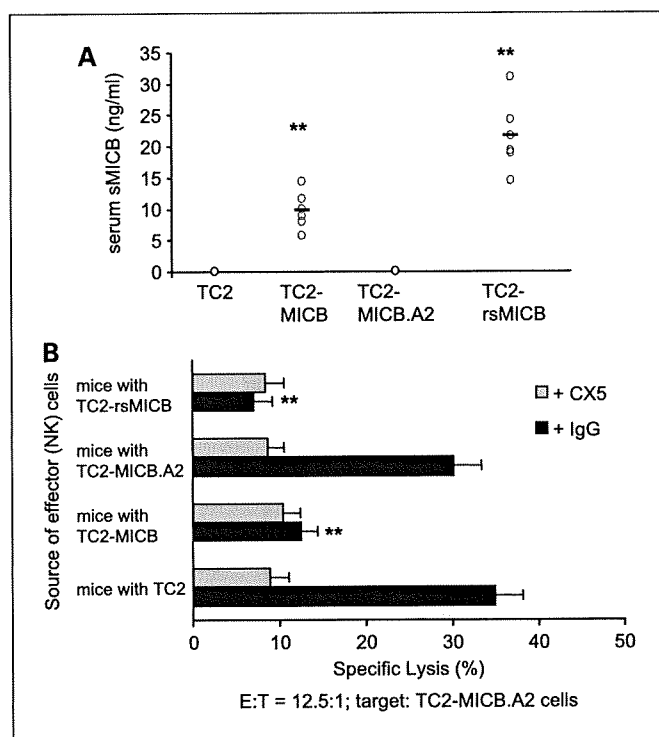 A
serum sMICB (ng/ml)
35
30
25
20
15
10
5
0
**
**
TC2
TC2-
MICB
TC2-
MICB.A2
TC2-
rsMICB
B
Source of effector (NK) cells
mice with
TC2-rsMICB
mice with
TC2-MICB.A2
mice with
TC2-MICB
mice with TC2
**
**
+ CX5
+ IgG
0 10 20 30 40 50
Specific Lysis (%)
E:T = 12.5:1; target: TC2-MICB.A2 cells